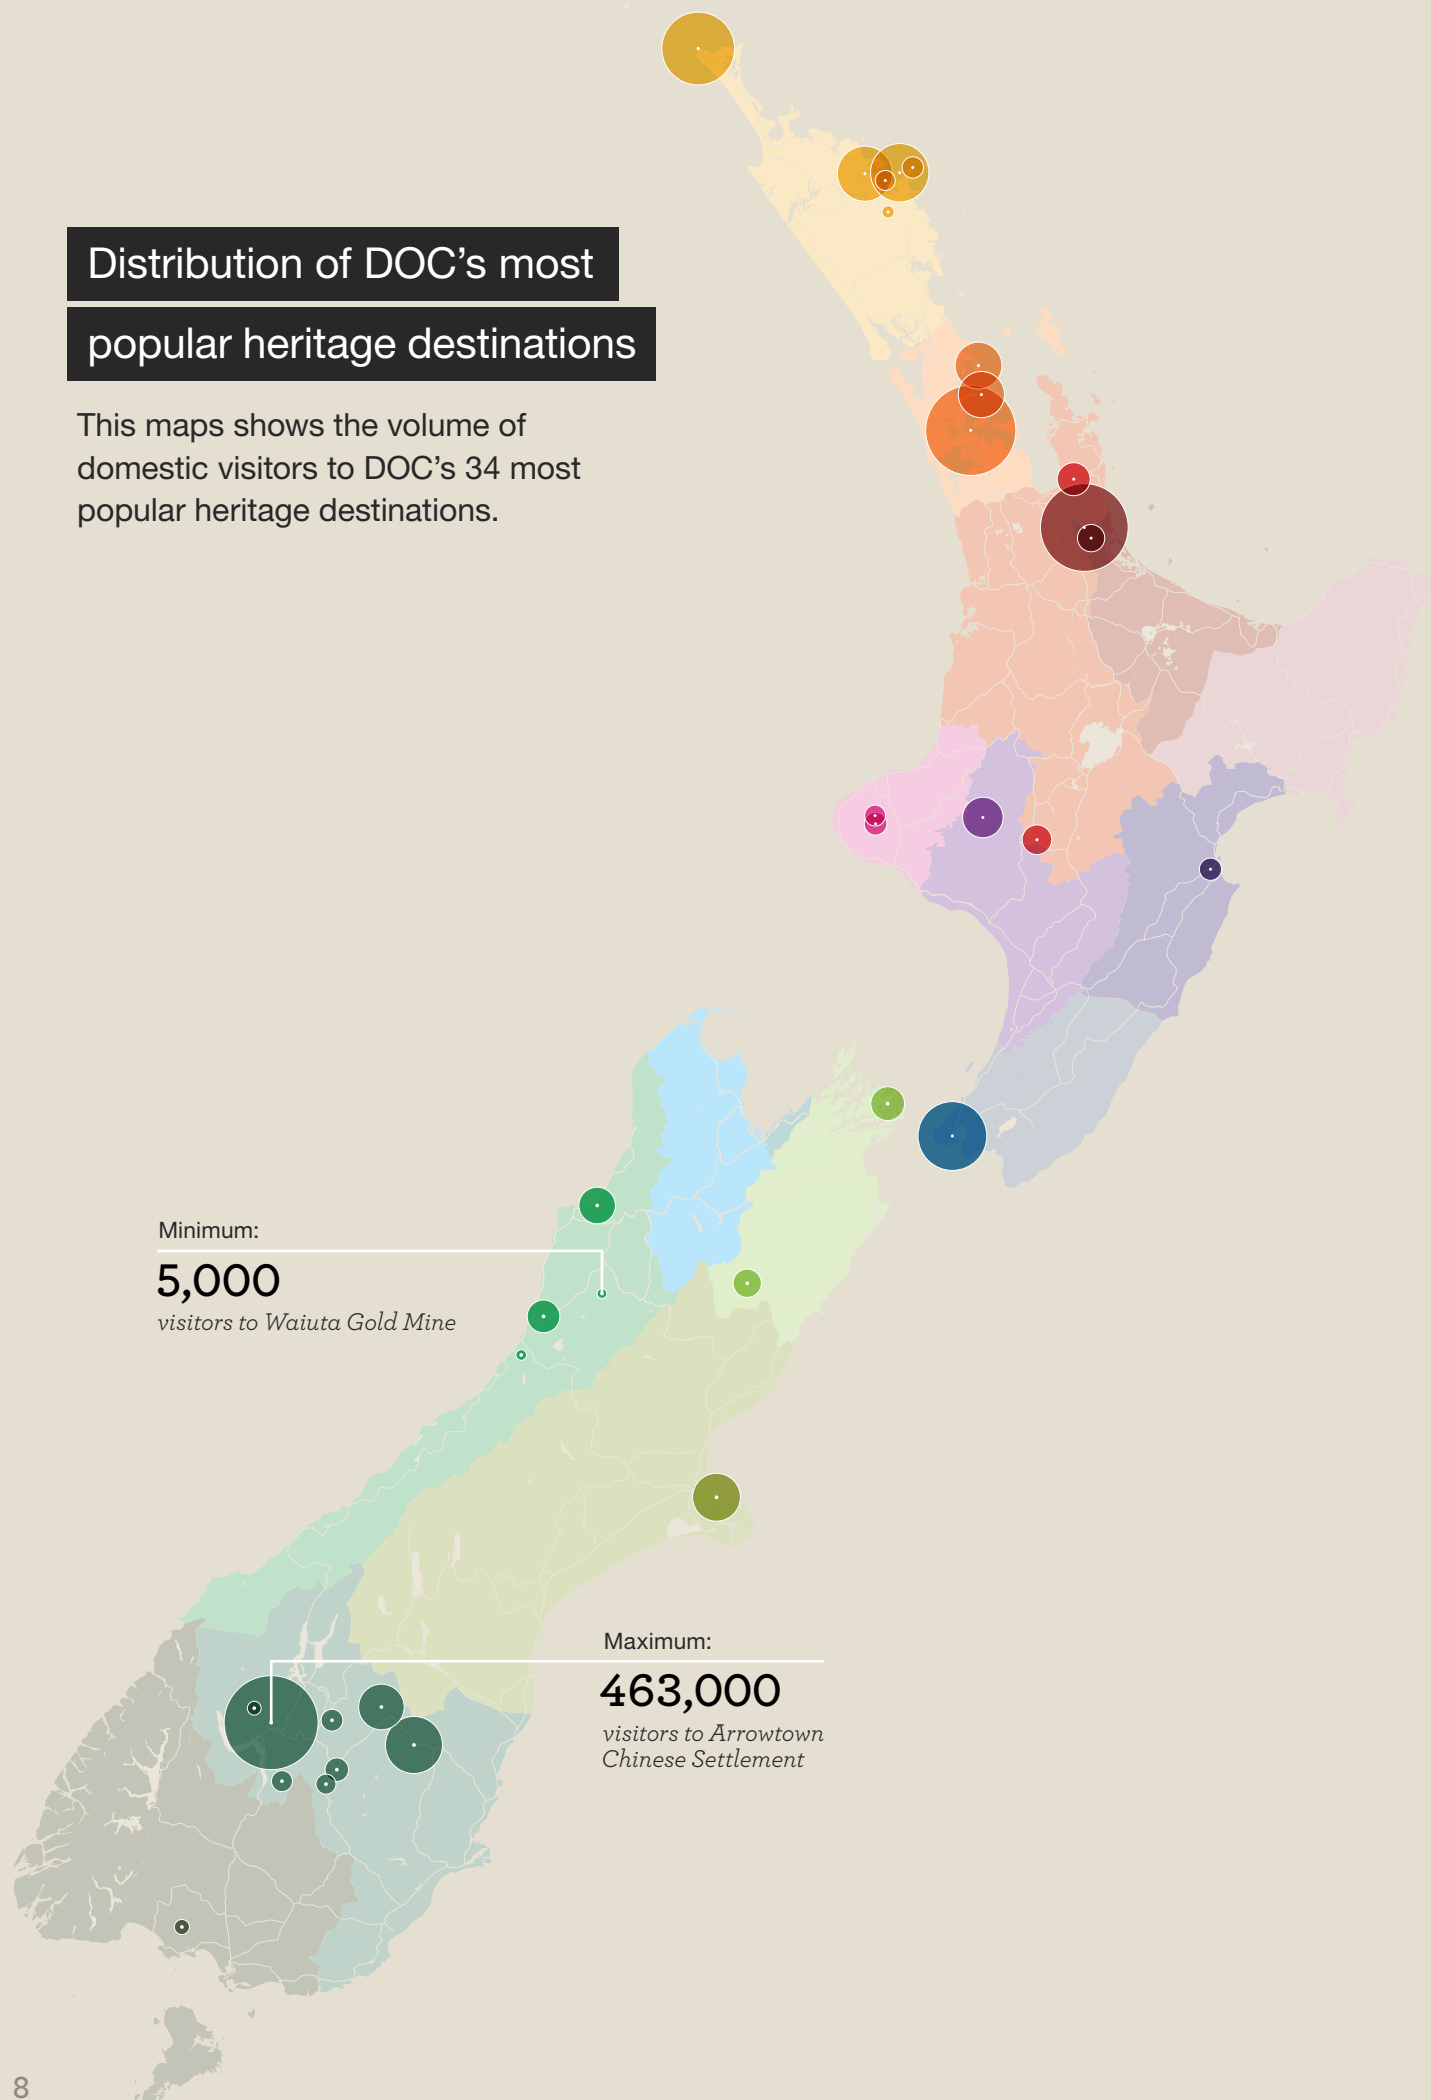 Distribution of DOC’s most
popular heritage destinations
This maps shows the volume of
domestic visitors to DOC’s 34 most
popular heritage destinations.
Minimum:
5,000
visitors to Waiuta Gold Mine
Maximum:
463,000
visitors to Arrowtown
Chinese Settlement
8